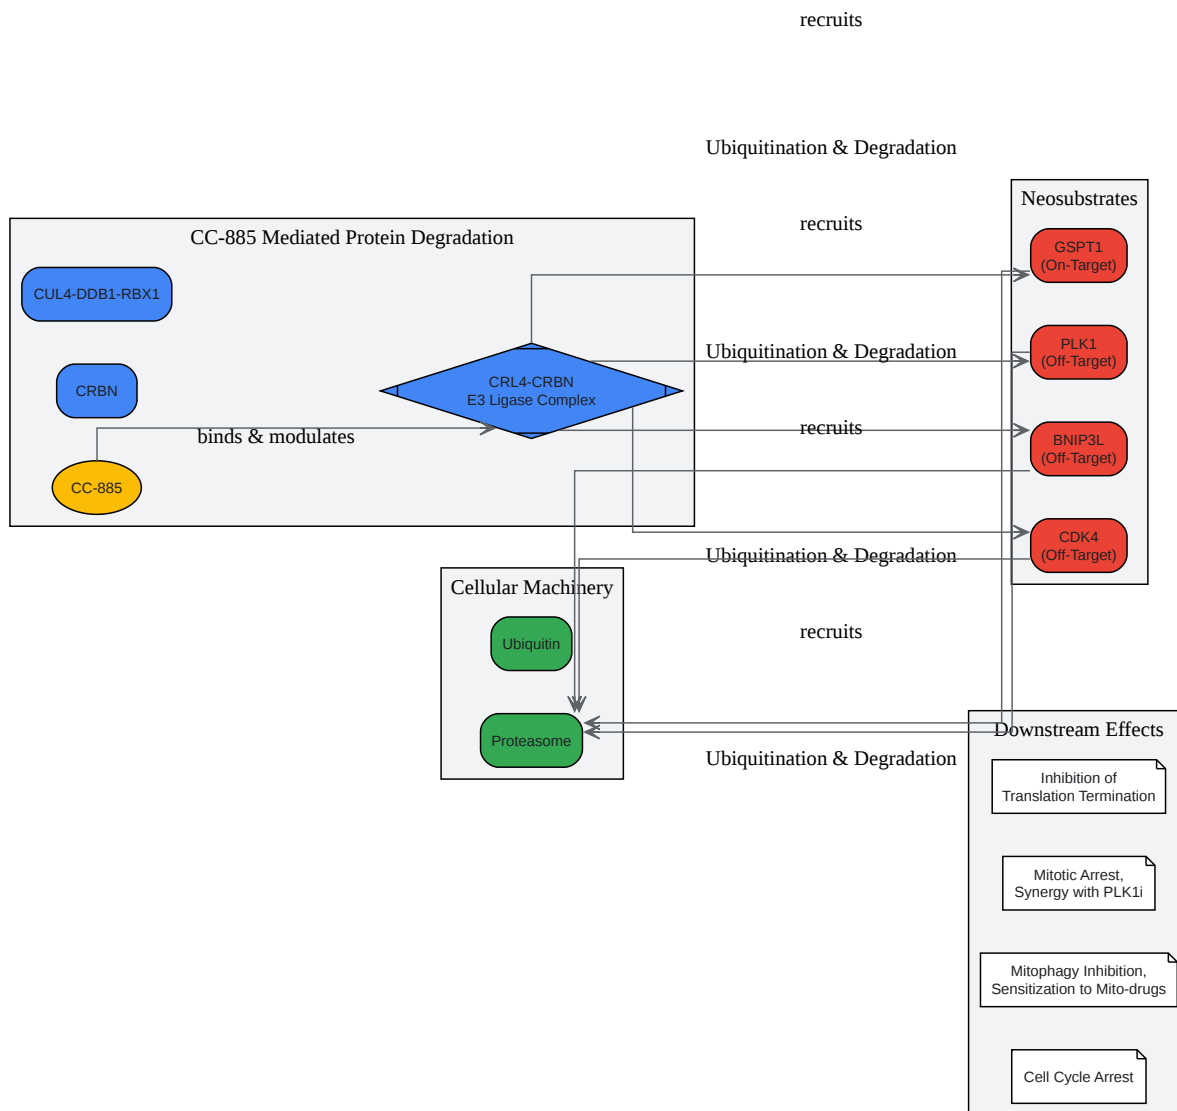 recruits
Ubiquitination & Degradation
Neosubstrates
recruits
CC-885 Mediated Protein Degradation
GSPT1
(On-Target)
CUL4-DDB1-RBX1
PLK1
(Off-Target)
Ubiquitination & Degradation
CRL4-CRBN
E3 Ligase Complex
CRBN
recruits
binds & modulates
BNIP3L
(Off-Target)
CC-885
CDK4
(Off-Target)
Ubiquitination & Degradation
Cellular Machinery
recruits
Ubiquitin
Downstream Effects
Proteasome
Ubiquitination & Degradation
Inhibition of
Translation Termination
Mitotic Arrest,
Synergy with PLK1i
Mitophagy Inhibition,
Sensitization to Mito-drugs
Cell Cycle Arrest